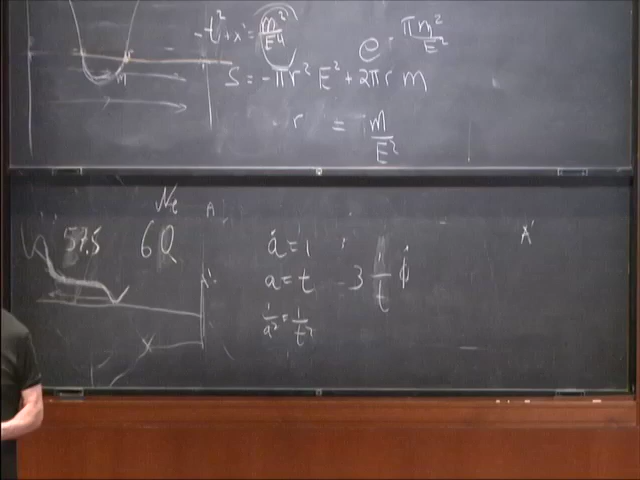 -t² + x² = m²/E⁴
e πm²/E²
S = -πr² E² + 2πr m
m
r = m/E²
Ne A
57.5 60
ȧ = 1
A'
a = t -3 1/t ϕ̇
1/a² = 1/t²